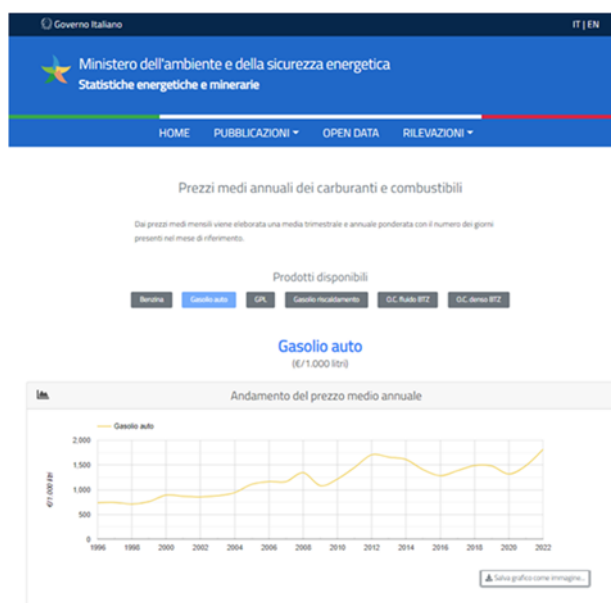 Governo Italiano
IT | EN
Ministero dell'ambiente e della sicurezza energetica
Statistiche energetiche e minerarie
HOME PUBBLICAZIONI OPEN DATA RILEVAZIONI
Prezzi medi annuali dei carburanti e combustibili
Dai prezzi medi mensili viene eleborata una media trimestrale e annuale ponderata con il numero dei giorni
presenti nel mese di riferimento.
Prodotti disponibili
Benzina Gasolio auto GPL Gasolio riscaldamento O.C. fluido BTZ O.C. denso BTZ
Gasolio auto
(€/1.000 litri)
Andamento del prezzo medio annuale
Gasolio auto
€/1.000 litri
2.000
1.500
1.000
500
0
1996 1998 2000 2002 2004 2006 2008 2010 2012 2014 2016 2018 2020 2022
Salva grafico come immagine...